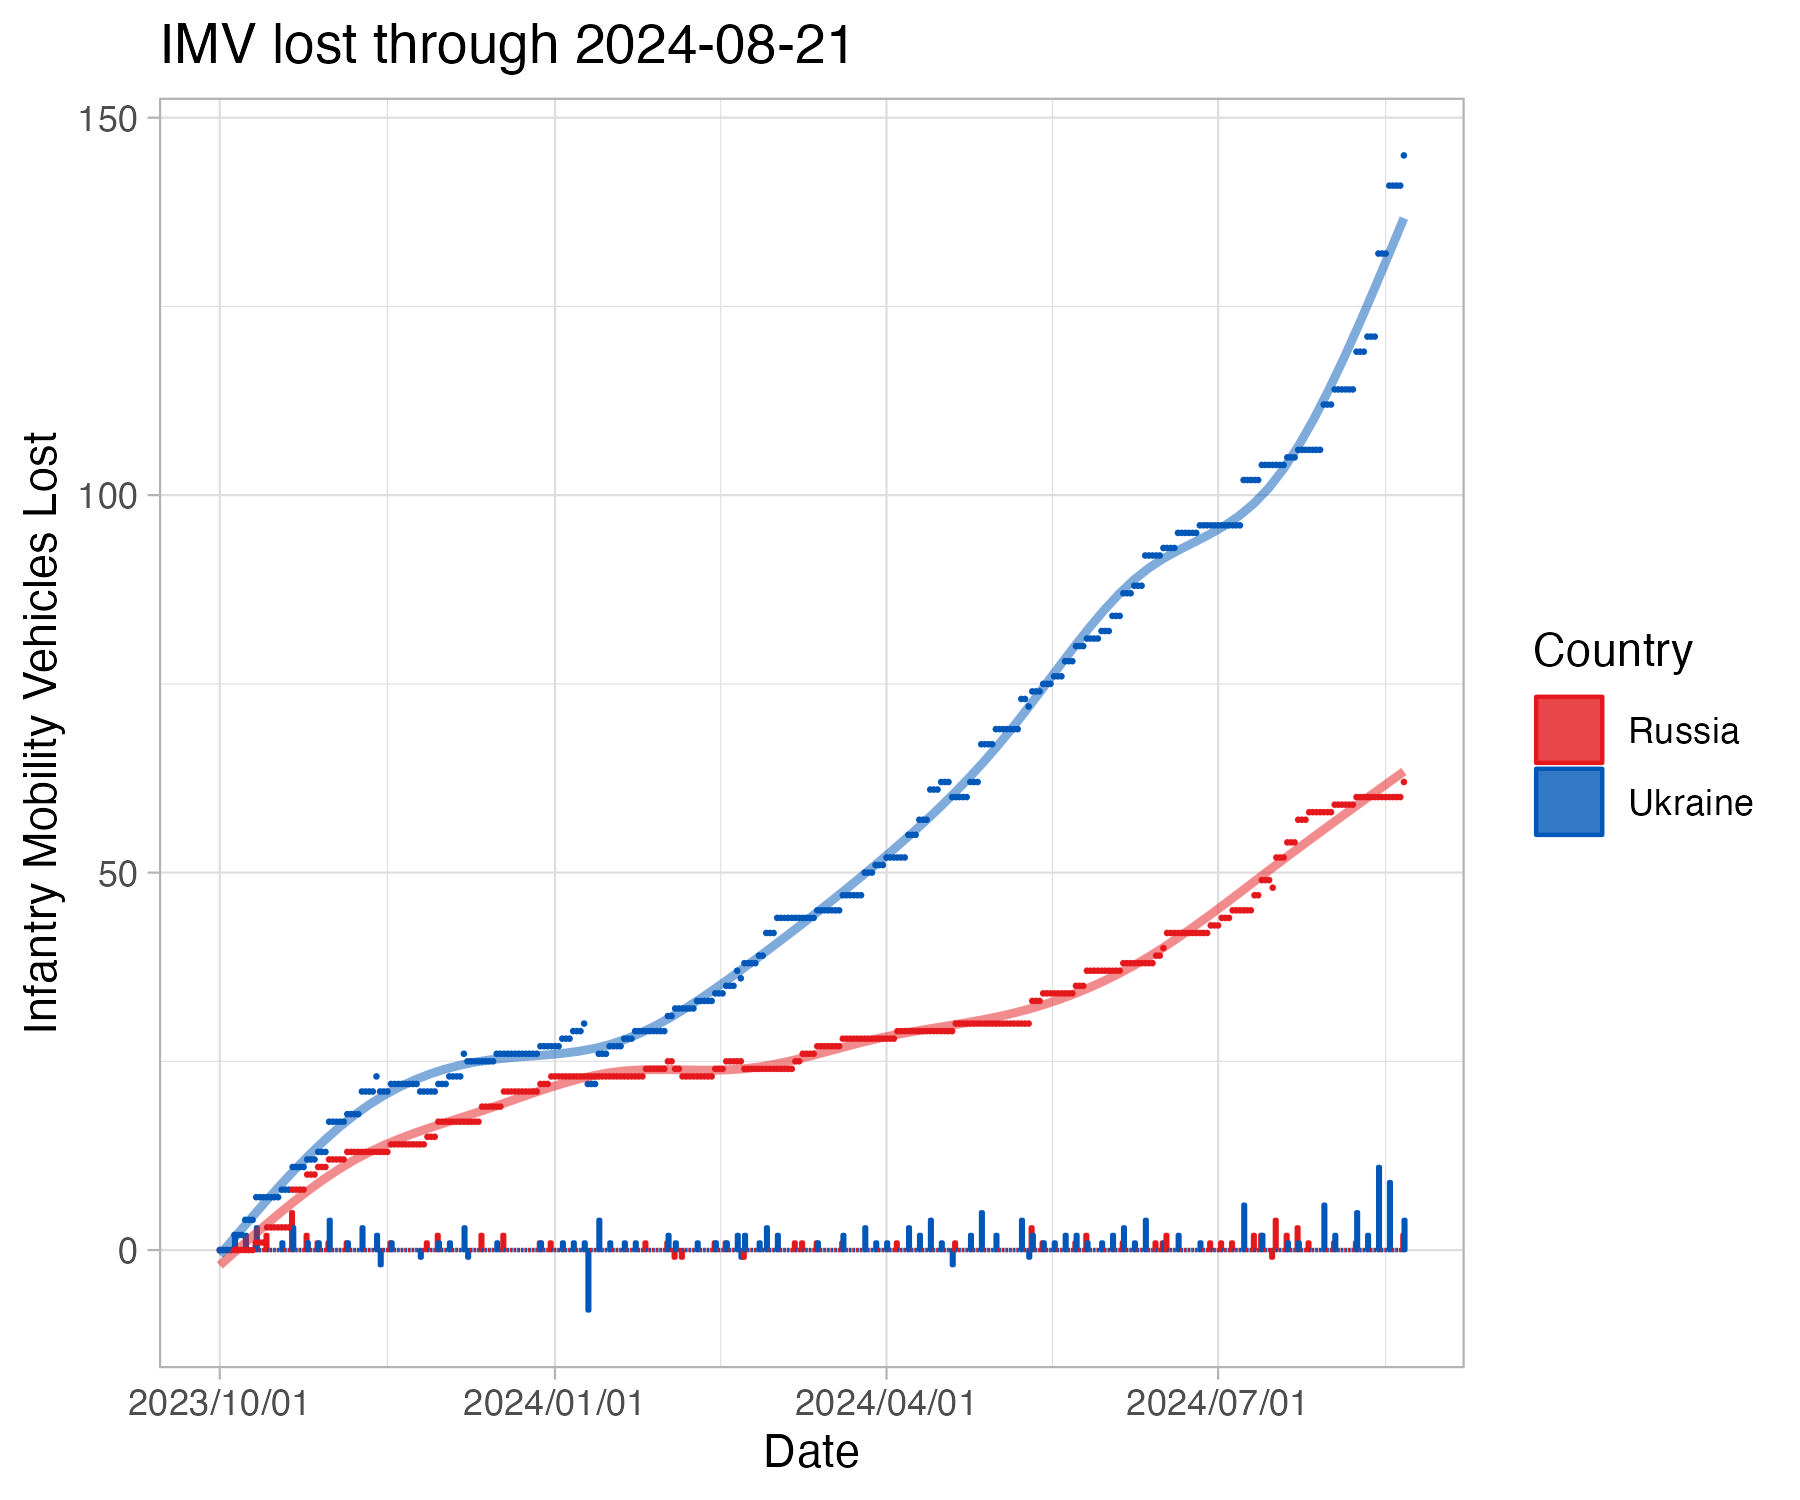 IMV lost through 2024-08-21
Infantry Mobility Vehicles Lost
150
100
50
0
2023/10/01
2024/01/01
2024/04/01
2024/07/01
Date
Country
Russia
Ukraine